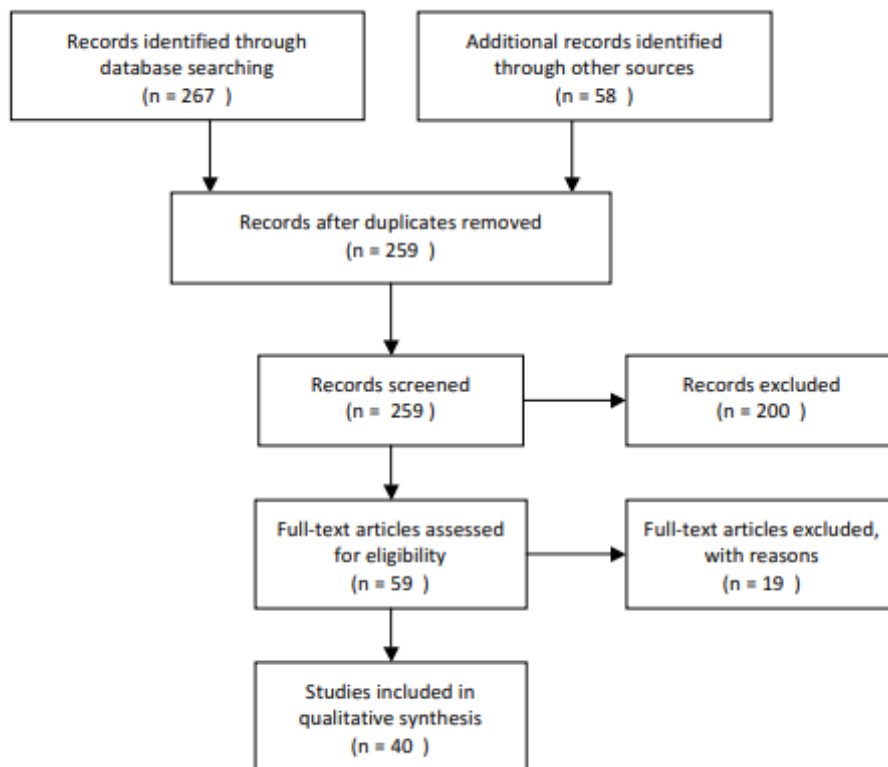 Records identified through
database searching
(n = 267 )
Additional records identified
through other sources
(n = 58 )
Records after duplicates removed
(n = 259 )
Records screened
(n = 259 )
Records excluded
(n = 200 )
Full-text articles assessed
for eligibility
(n = 59 )
Full-text articles excluded,
with reasons
(n = 19 )
Studies included in
qualitative synthesis
(n = 40 )